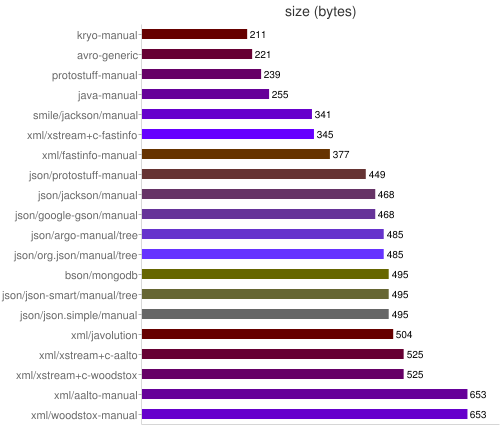 size (bytes)
kryo-manual 211
avro-generic 221
protostuff-manual 239
java-manual 255
smile/jackson/manual 341
xml/xstream+c-fastinfo 345
xml/fastinfo-manual 377
json/protostuff-manual 449
json/jackson/manual 468
json/google-gson/manual 468
json/argo-manual/tree 485
json/org.json/manual/tree 485
bson/mongodb 495
json/json-smart/manual/tree 495
json/json.simple/manual 495
xml/javolution 504
xml/xstream+c-aalto 525
xml/xstream+c-woodstox 525
xml/aalto-manual 653
xml/woodstox-manual 653